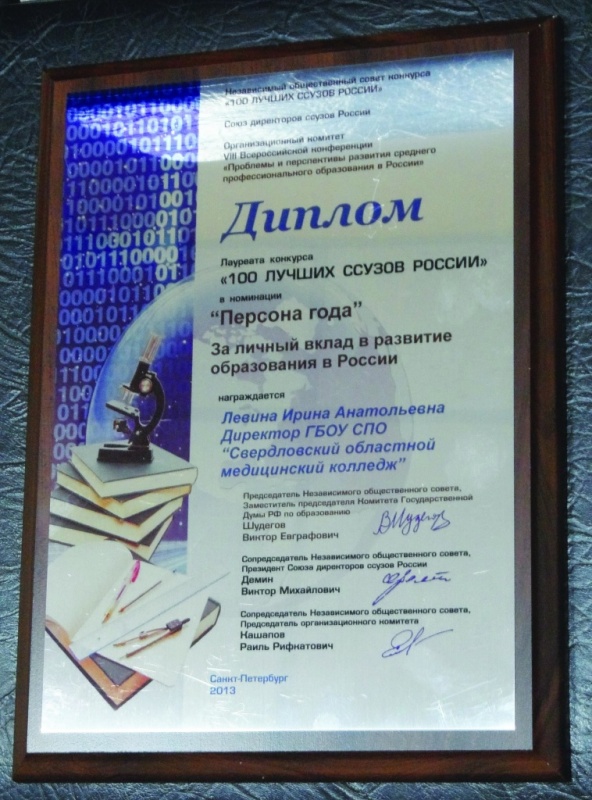 Независимый общественный совет конкурса
«100 ЛУЧШИХ ССУЗОВ РОССИИ»
Союз директоров ссузов России
Организационный комитет
VIII Всероссийской конференции
«Проблемы и перспективы развития среднего
профессионального образования в России»
Диплом
Лауреата конкурса
«100 ЛУЧШИХ ССУЗОВ РОССИИ»
в номинации
“Персона года”
За личный вклад в развитие
образования в России
награждается
Левина Ирина Анатольевна
Директор ГБОУ СПО
“Свердловский областной
медицинский колледж”
Председатель Независимого общественного совета,
Заместитель председателя Комитета Государственной
Думы РФ по образованию
Шудегов
Виктор Евграфович
Сопредседатель Независимого общественного совета,
Президент Союза директоров ссузов России
Демин
Виктор Михайлович
Сопредседатель Независимого общественного совета,
Председатель организационного комитета
Кашапов
Раиль Рифнатович
Санкт-Петербург
2013